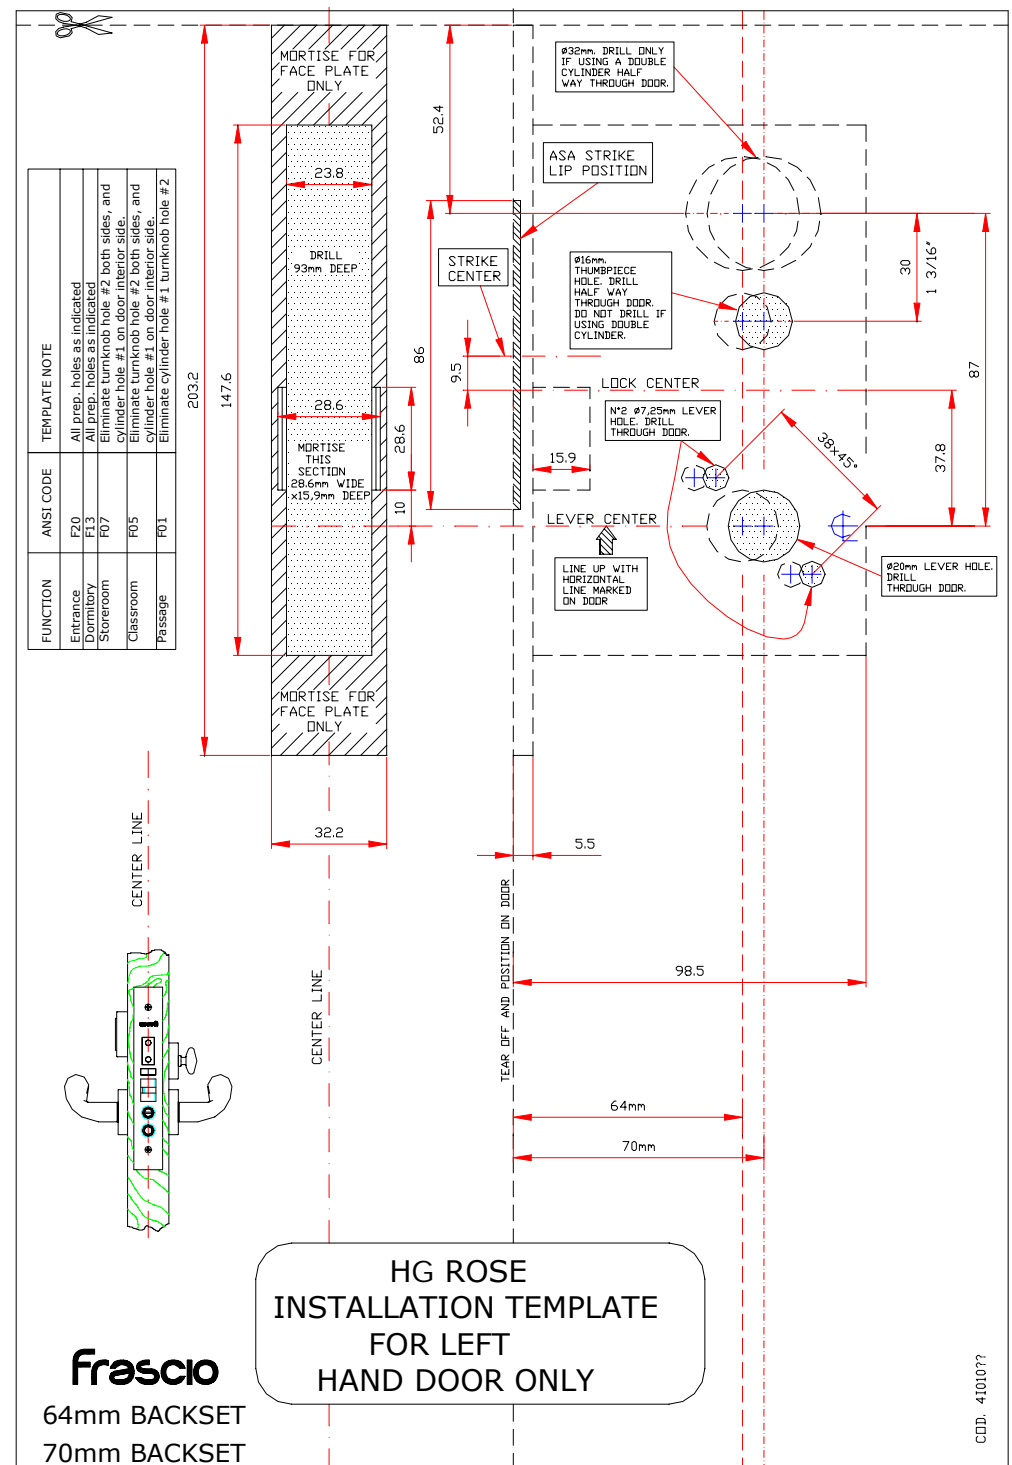 MORTISE FOR
FACE PLATE
ONLY
ø32mm. DRILL ONLY
IF USING A DOUBLE
CYLINDER HALF
WAY THROUGH DOOR.
52.4
ASA STRIKE
LIP POSITION
23.8
DRILL
93mm DEEP
STRIKE
CENTER
ø16mm.
THUMBPIECE
HOLE. DRILL
HALF WAY
THROUGH DOOR.
DO NOT DRILL IF
USING DOUBLE
CYLINDER.
30
1 3/16"
87
86
9.5
203.2
147.6
LOCK CENTER
28.6
28.6
N°2 ø7,25mm LEVER
HOLE. DRILL
THROUGH DOOR.
38x45°
37.8
MORTISE
THIS
SECTION
28.6mm WIDE
x15,9mm DEEP
15.9
10
LEVER CENTER
LINE UP WITH
HORIZONTAL
LINE MARKED
ON DOOR
ø20mm LEVER HOLE.
DRILL
THROUGH DOOR.
FUNCTION ANSI CODE TEMPLATE NOTE
Entrance F20 All prep. holes as indicated
Dormitory F13 All prep. holes as indicated
Storeroom F07 Eliminate turnknob hole #2 both sides, and
cylinder hole #1 on door interior side.
Classroom F05 Eliminate turnknob hole #2 both sides, and
cylinder hole #1 on door interior side.
Passage F01 Eliminate cylinder hole #1 turnknob hole #2
MORTISE FOR
FACE PLATE
ONLY
32.2
5.5
CENTER LINE
CENTER LINE
TEAR OFF AND POSITION ON DOOR
98.5
64mm
70mm
HG ROSE
INSTALLATION TEMPLATE
FOR LEFT
HAND DOOR ONLY
Frascio
64mm BACKSET
70mm BACKSET
COD. 4I010??